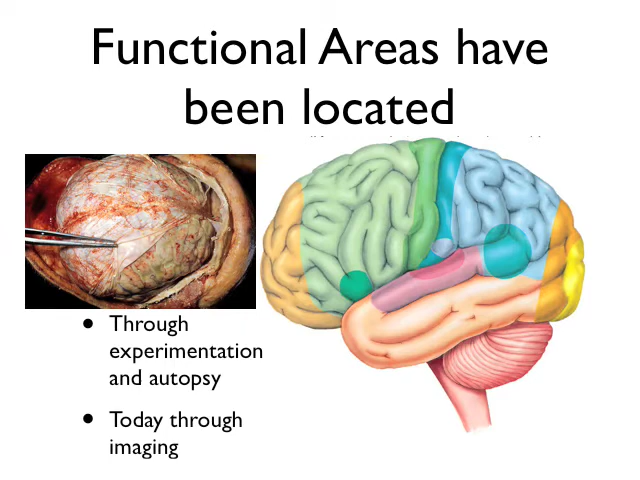 Functional Areas have
been located
• Through
experimentation
and autopsy
• Today through
imaging